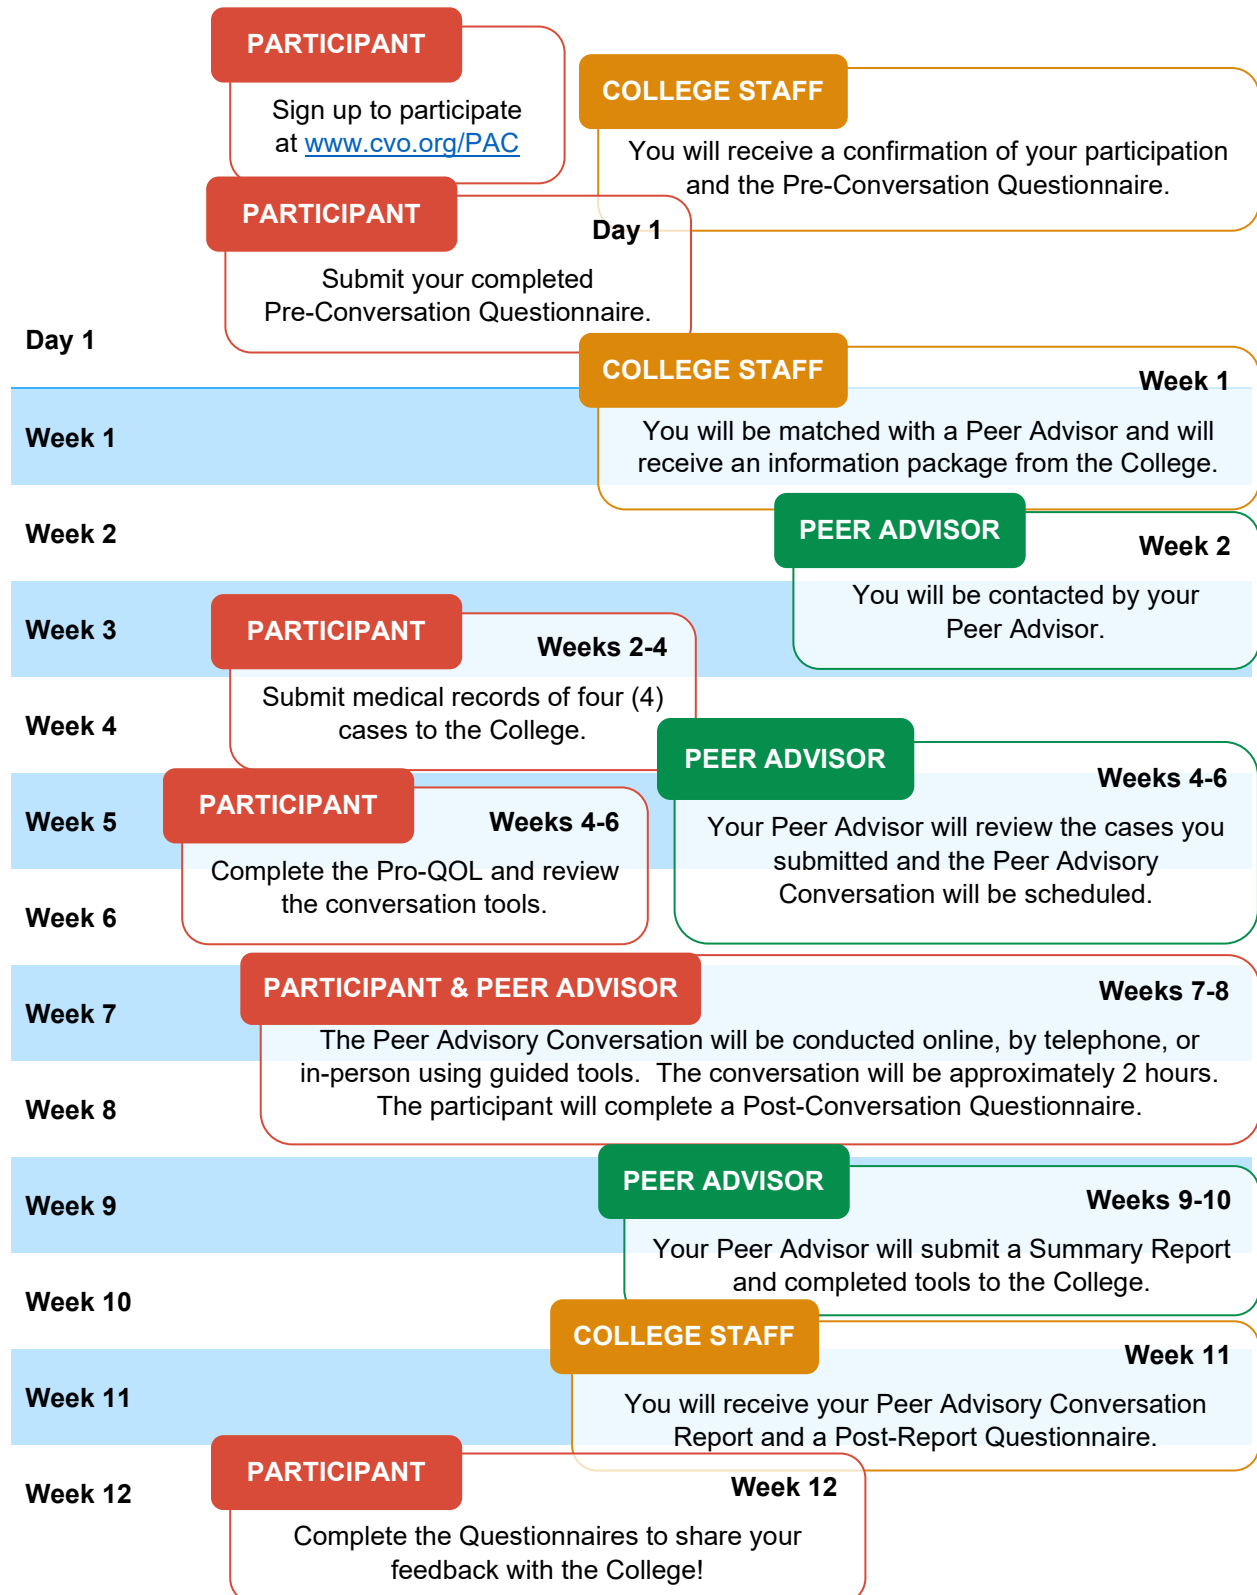 PARTICIPANT
Sign up to participate
at www.cvo.org/PAC
COLLEGE STAFF
You will receive a confirmation of your participation
and the Pre-Conversation Questionnaire.
PARTICIPANT
Day 1
Submit your completed
Pre-Conversation Questionnaire.
Day 1
COLLEGE STAFF
Week 1
You will be matched with a Peer Advisor and will
receive an information package from the College.
Week 1
PEER ADVISOR
Week 2
You will be contacted by your
Peer Advisor.
Week 2
Week 3
PARTICIPANT
Weeks 2-4
Submit medical records of four (4)
cases to the College.
Week 4
PEER ADVISOR
Weeks 4-6
Your Peer Advisor will review the cases you
submitted and the Peer Advisory
Conversation will be scheduled.
PARTICIPANT
Weeks 4-6
Complete the Pro-QOL and review
the conversation tools.
Week 5
Week 6
PARTICIPANT & PEER ADVISOR
Weeks 7-8
The Peer Advisory Conversation will be conducted online, by telephone, or
in-person using guided tools.  The conversation will be approximately 2 hours.
The participant will complete a Post-Conversation Questionnaire.
Week 7
Week 8
PEER ADVISOR
Weeks 9-10
Your Peer Advisor will submit a Summary Report
and completed tools to the College.
Week 9
Week 10
COLLEGE STAFF
Week 11
You will receive your Peer Advisory Conversation
Report and a Post-Report Questionnaire.
Week 11
PARTICIPANT
Week 12
Complete the Questionnaires to share your
feedback with the College!
Week 12